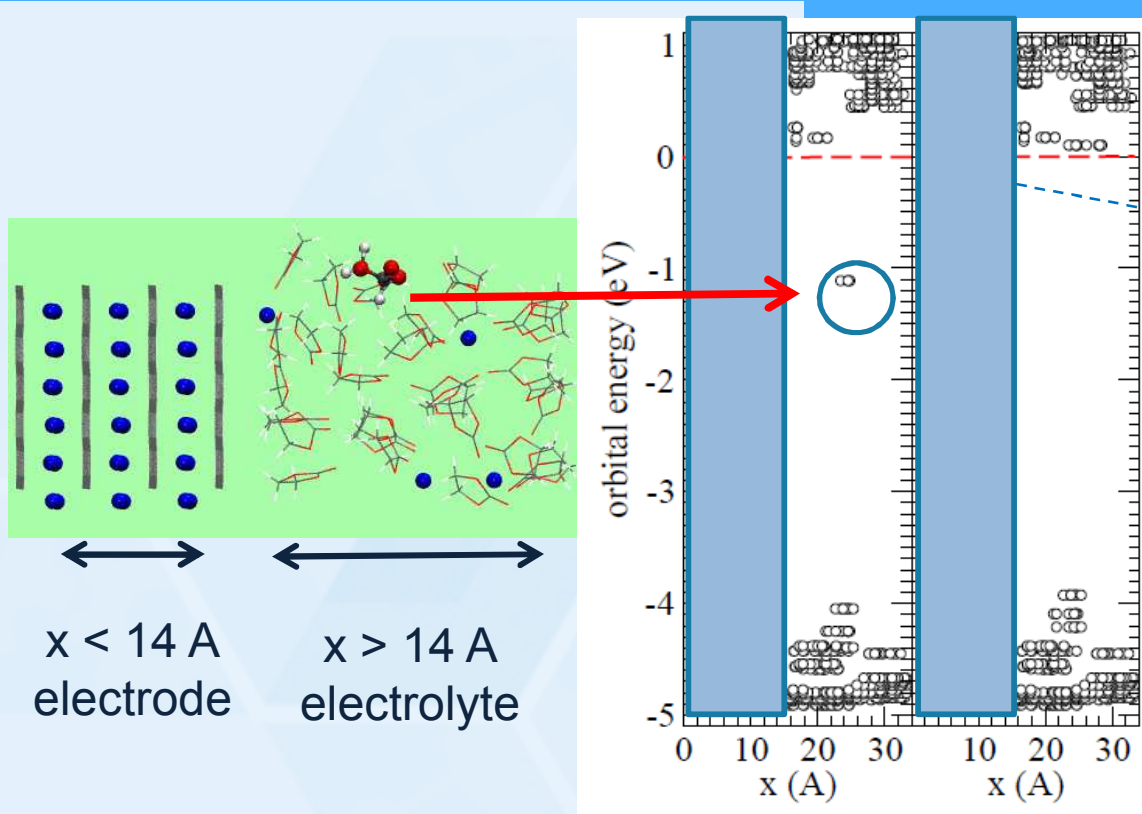 x < 14 A
electrode
x > 14 A
electrolyte
orbital energy (eV)
1
0
-1
-2
-3
-4
-5
0 10 20 30
x (A)
10 20 30
x (A)